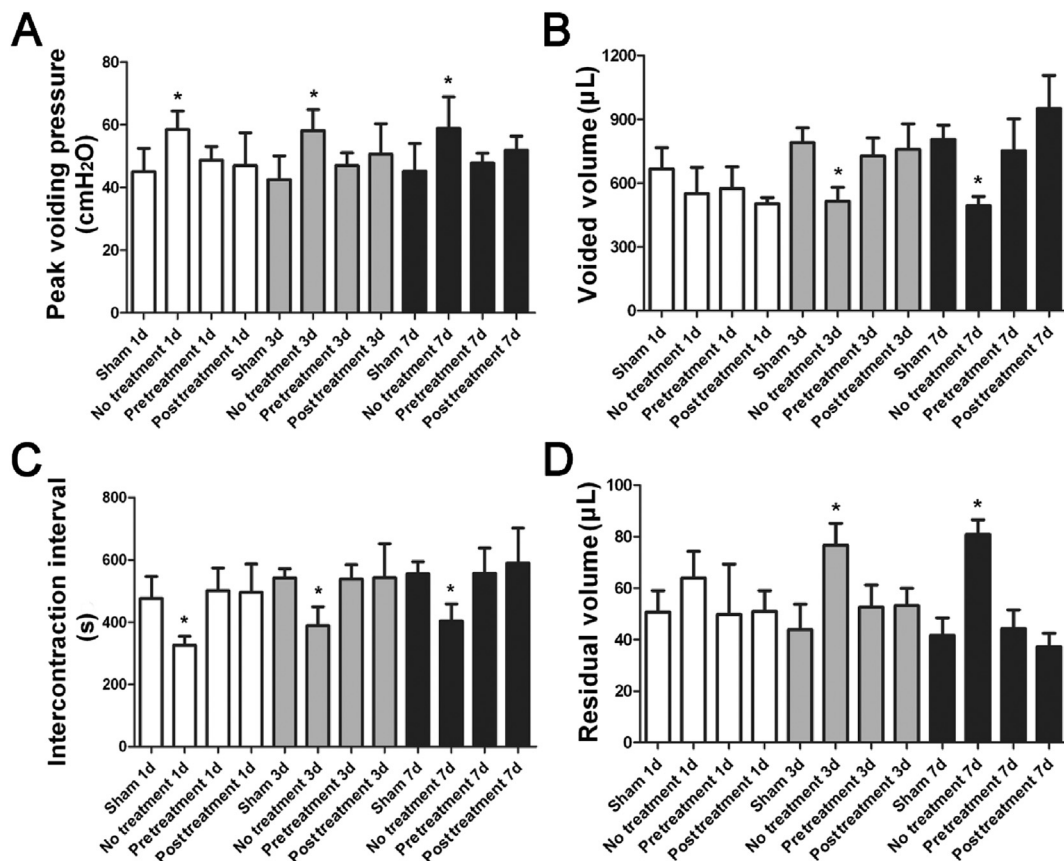 A
Peak voiding pressure
(cmH₂O)
80
60
40
20
0
*
*
*
Sham 1d
No treatment 1d
Pretreatment 1d
Posttreatment 1d
Sham 3d
No treatment 3d
Pretreatment 3d
Posttreatment 3d
Sham 7d
No treatment 7d
Pretreatment 7d
Posttreatment 7d
B
Voided volume (µL)
1200
900
600
300
0
*
*
Sham 1d
No treatment 1d
Pretreatment 1d
Posttreatment 1d
Sham 3d
No treatment 3d
Pretreatment 3d
Posttreatment 3d
Sham 7d
No treatment 7d
Pretreatment 7d
Posttreatment 7d
C
Intercontraction interval
(s)
800
600
400
200
0
*
*
*
Sham 1d
No treatment 1d
Pretreatment 1d
Posttreatment 1d
Sham 3d
No treatment 3d
Pretreatment 3d
Posttreatment 3d
Sham 7d
No treatment 7d
Pretreatment 7d
Posttreatment 7d
D
Residual volume (µL)
100
80
60
40
20
0
*
*
Sham 1d
No treatment 1d
Pretreatment 1d
Posttreatment 1d
Sham 3d
No treatment 3d
Pretreatment 3d
Posttreatment 3d
Sham 7d
No treatment 7d
Pretreatment 7d
Posttreatment 7d